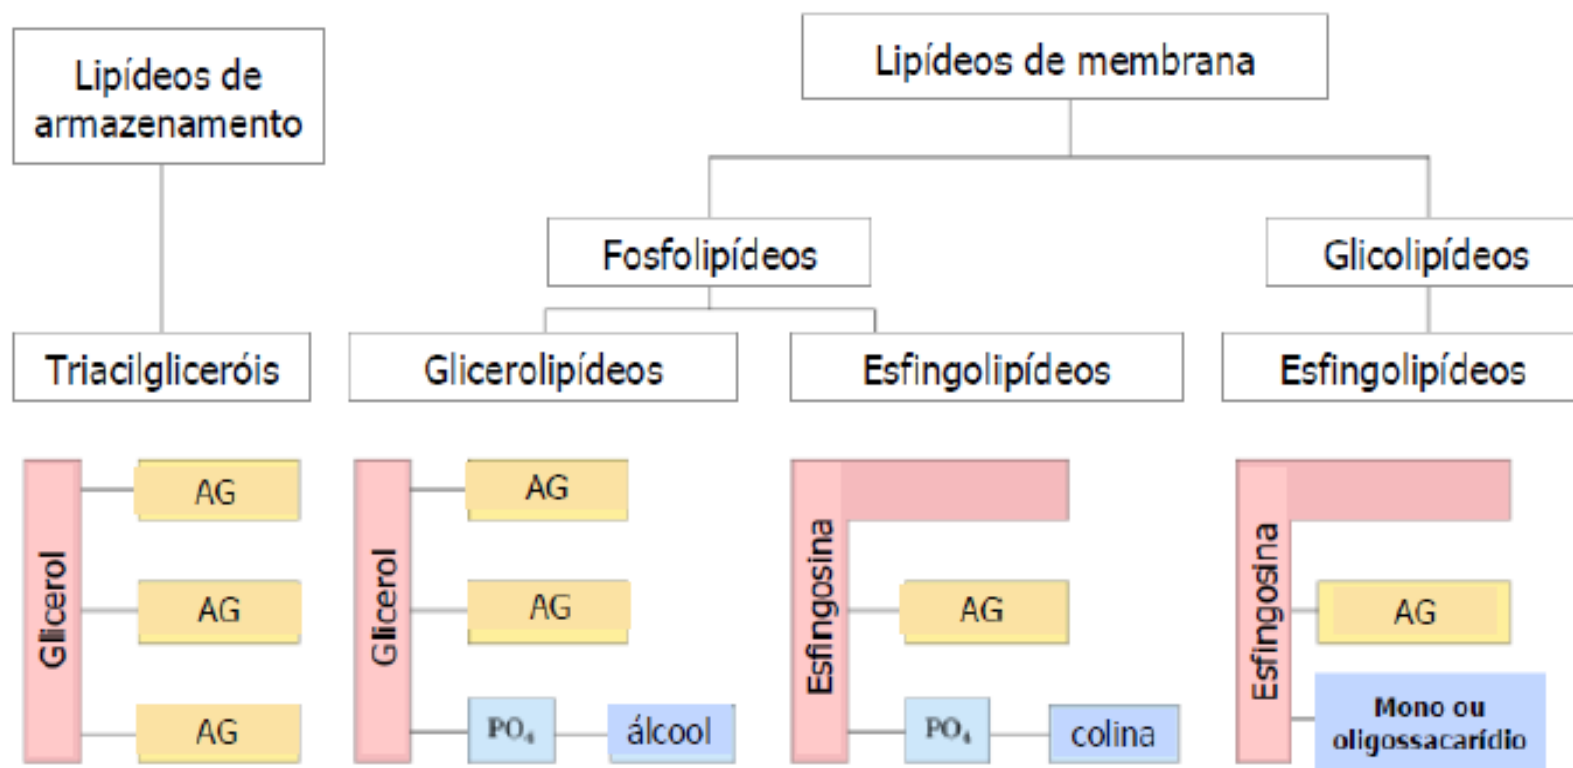 Lipídeos de
armazenamento
Lipídeos de membrana
Fosfolipídeos
Glicolipídeos
Triacilgliceróis
Glicerolipídeos
Esfingolipídeos
Esfingolipídeos
Glicerol
AG
AG
AG
Glicerol
AG
AG
PO₄
álcool
Esfingosina
AG
PO₄
colina
Esfingosina
AG
Mono ou
oligossacarídio